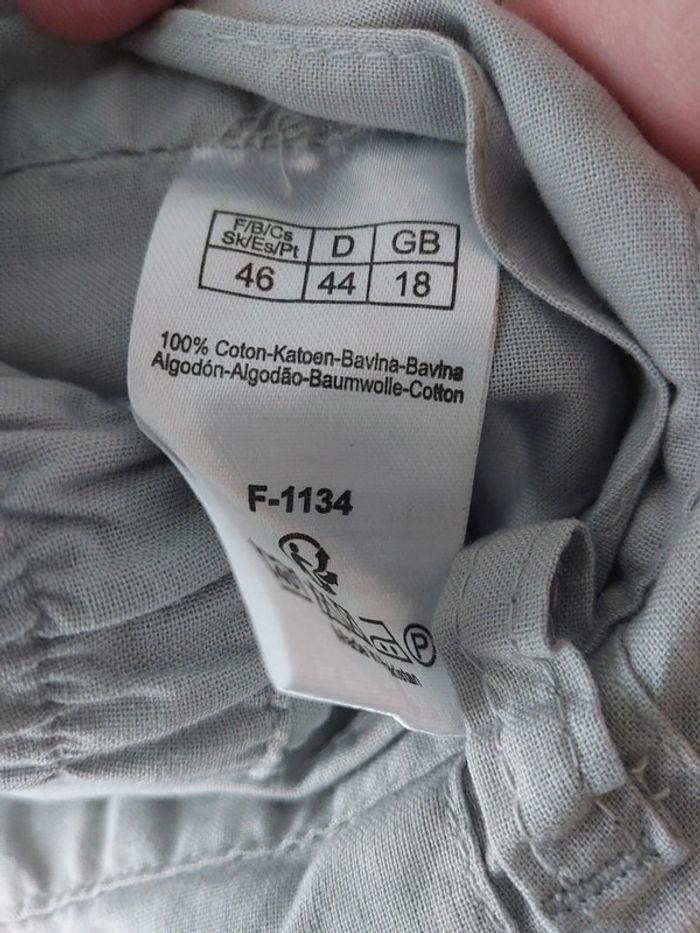 F/B/Cs D GB
Sk/Es/Pt
46 44 18
100% Coton-Katoen-Bavlna-Bavlna
Algodón-Algodão-Baumwolle-Cotton
F-1134
P